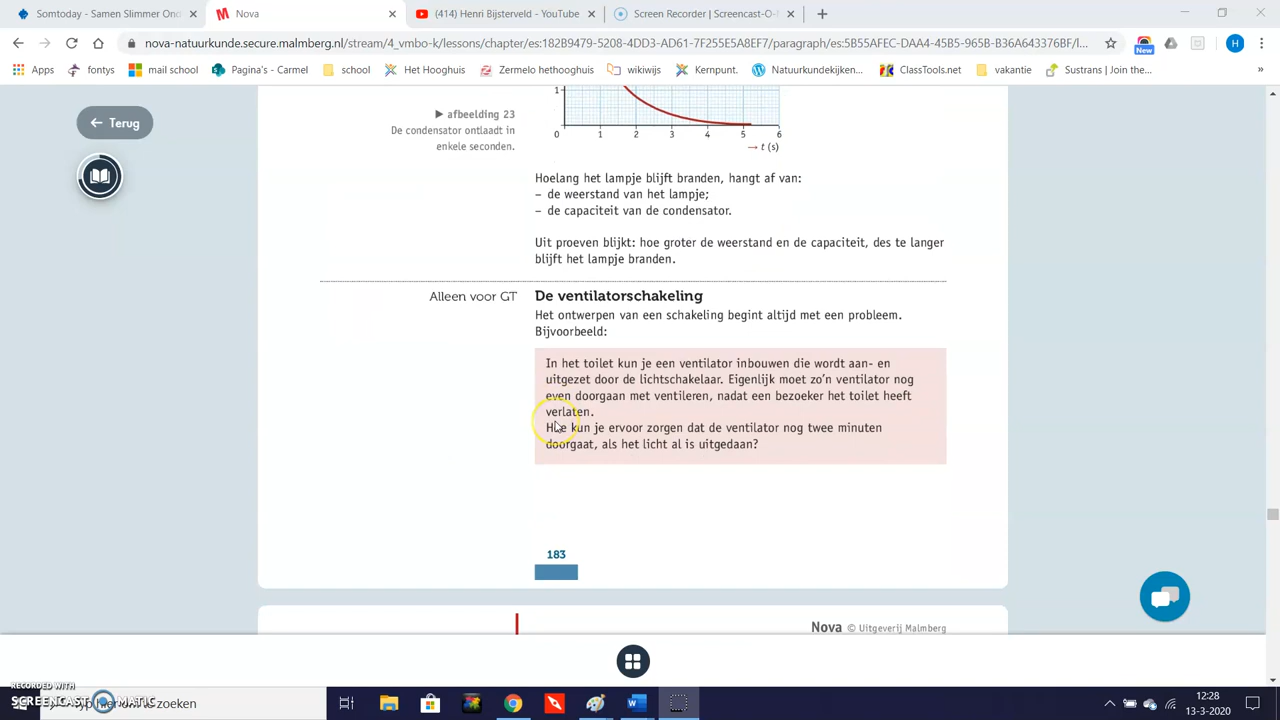 Somtoday - Samen Slimmer Ond
Nova
(414) Henri Bijsterveld - YouTube
Screen Recorder | Screencast-O-M
nova-natuurkunde.secure.malmberg.nl/stream/4_vmbo-k-lessons/chapter/es:182B9479-5208-4DD3-AD61-7F255E5A8EF7/paragraph/es:5B55AFEC-DAA4-45B5-965B-B36A643376BF/l...
New
H
Apps
fontys
mail school
Pagina's - Carmel
school
Het Hooghuis
Zermelo hethooghuis
wikiwijs
Kernpunt.
Natuurkundekijken...
ClassTools.net
vakantie
Sustrans | Join the...
»
Terug
▶ afbeelding 23
De condensator ontlaadt in
enkele seconden.
1
0 1 2 3 4 5 6
→ t (s)
Hoelang het lampje blijft branden, hangt af van:
– de weerstand van het lampje;
– de capaciteit van de condensator.
Uit proeven blijkt: hoe groter de weerstand en de capaciteit, des te langer
blijft het lampje branden.
Alleen voor GT
De ventilatorschakeling
Het ontwerpen van een schakeling begint altijd met een probleem.
Bijvoorbeeld:
In het toilet kun je een ventilator inbouwen die wordt aan- en
uitgezet door de lichtschakelaar. Eigenlijk moet zo'n ventilator nog
even doorgaan met ventileren, nadat een bezoeker het toilet heeft
verlaten.
Hoe kun je ervoor zorgen dat de ventilator nog twee minuten
doorgaat, als het licht al is uitgedaan?
183
Nova © Uitgeverij Malmberg
RECORDED WITH
SCREENCAST MATIC
yp hier om te zoeken
12:28
13-3-2020